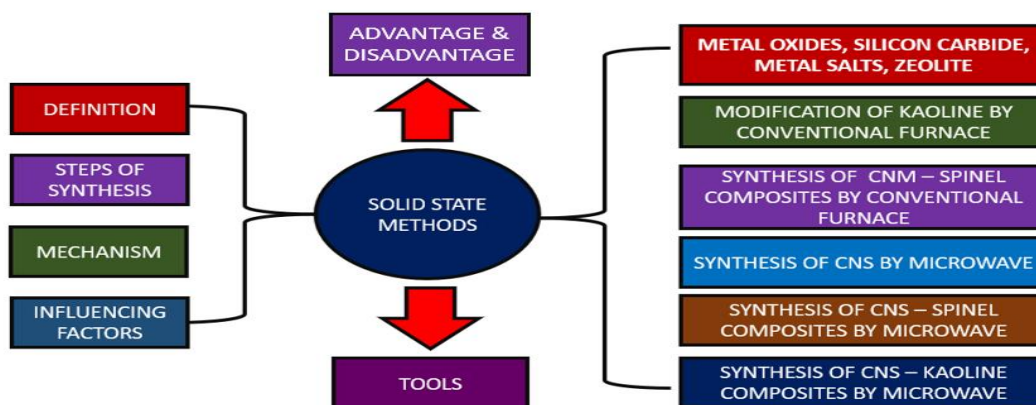 ADVANTAGE &
DISADVANTAGE
DEFINITION
STEPS OF
SYNTHESIS
MECHANISM
INFLUENCING
FACTORS
SOLID STATE
METHODS
TOOLS
METAL OXIDES, SILICON CARBIDE,
METAL SALTS, ZEOLITE
MODIFICATION OF KAOLINE BY
CONVENTIONAL FURNACE
SYNTHESIS OF CNM – SPINEL
COMPOSITES BY CONVENTIONAL
FURNACE
SYNTHESIS OF CNS BY MICROWAVE
SYNTHESIS OF CNS – SPINEL
COMPOSITES BY MICROWAVE
SYNTHESIS OF CNS – KAOLINE
COMPOSITES BY MICROWAVE